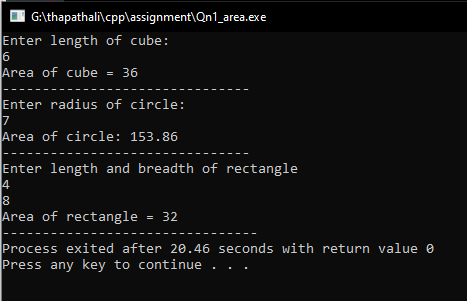 G:\thapathali\cpp\assignment\Qn1_area.exe
Enter length of cube:
6
Area of cube = 36
-------------------------------
Enter radius of circle:
7
Area of circle: 153.86
-------------------------------
Enter length and breadth of rectangle
4
8
Area of rectangle = 32
--------------------------------
Process exited after 20.46 seconds with return value 0
Press any key to continue . . .